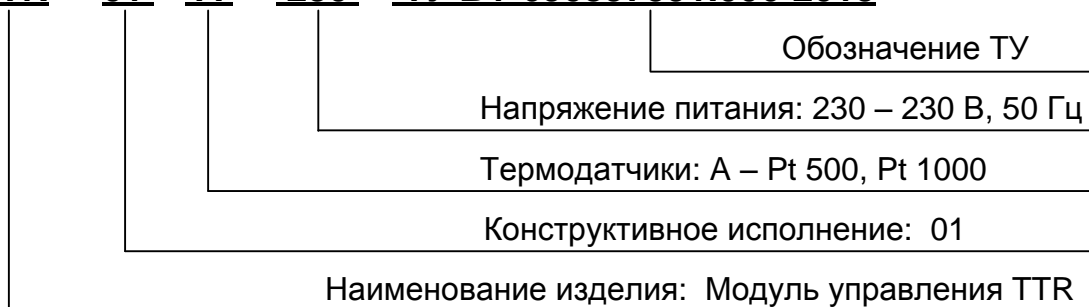 Обозначение ТУ
Напряжение питания: 230 – 230 В, 50 Гц
Термодатчики: А – Pt 500, Pt 1000
Конструктивное исполнение: 01
Наименование изделия: Модуль управления TTR